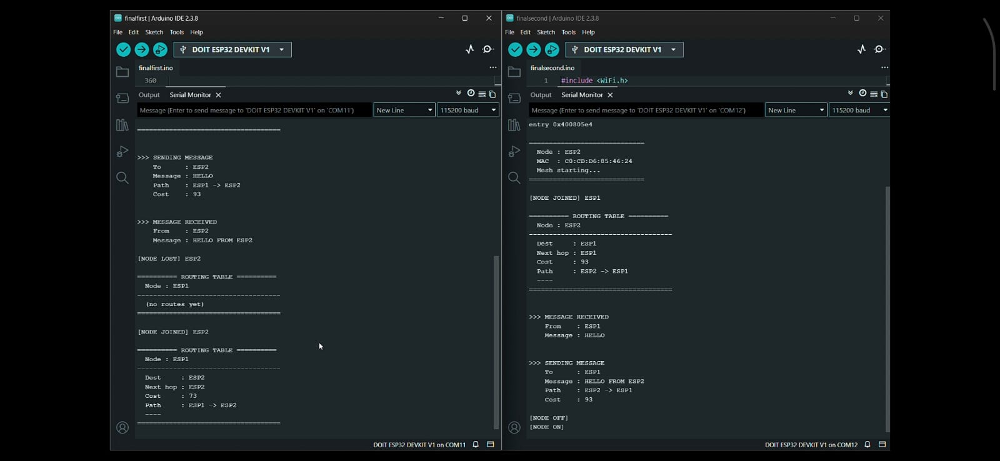 finalfirst | Arduino IDE 2.3.8
File Edit Sketch Tools Help
DOIT ESP32 DEVKIT V1
finalfirst.ino
360
Output Serial Monitor
Message (Enter to send message to 'DOIT ESP32 DEVKIT V1' on 'COM11')
New Line
115200 baud
====================================
>>> SENDING MESSAGE
To : ESP2
Message : HELLO
Path : ESP1 -> ESP2
Cost : 93
>>> MESSAGE RECEIVED
From : ESP2
Message : HELLO FROM ESP2
[NODE LOST] ESP2
========== ROUTING TABLE ==========
Node : ESP1
------------------------------------
(no routes yet)
====================================
[NODE JOINED] ESP2
========== ROUTING TABLE ==========
Node : ESP1
------------------------------------
Dest : ESP2
Next hop : ESP2
Cost : 73
Path : ESP1 -> ESP2
----
====================================
DOIT ESP32 DEVKIT V1 on COM11
finalsecond | Arduino IDE 2.3.8
File Edit Sketch Tools Help
DOIT ESP32 DEVKIT V1
finalsecond.ino
1 #include <WiFi.h>
Output Serial Monitor
Message (Enter to send message to 'DOIT ESP32 DEVKIT V1' on 'COM12')
New Line
115200 baud
entry 0x400805e4
=============================
Node : ESP2
MAC : C0:CD:D6:85:46:24
Mesh starting...
=============================
[NODE JOINED] ESP1
========== ROUTING TABLE ==========
Node : ESP2
------------------------------------
Dest : ESP1
Next hop : ESP1
Cost : 93
Path : ESP2 -> ESP1
----
====================================
>>> MESSAGE RECEIVED
From : ESP1
Message : HELLO
>>> SENDING MESSAGE
To : ESP1
Message : HELLO FROM ESP2
Path : ESP2 -> ESP1
Cost : 93
[NODE OFF]
[NODE ON]
DOIT ESP32 DEVKIT V1 on COM12